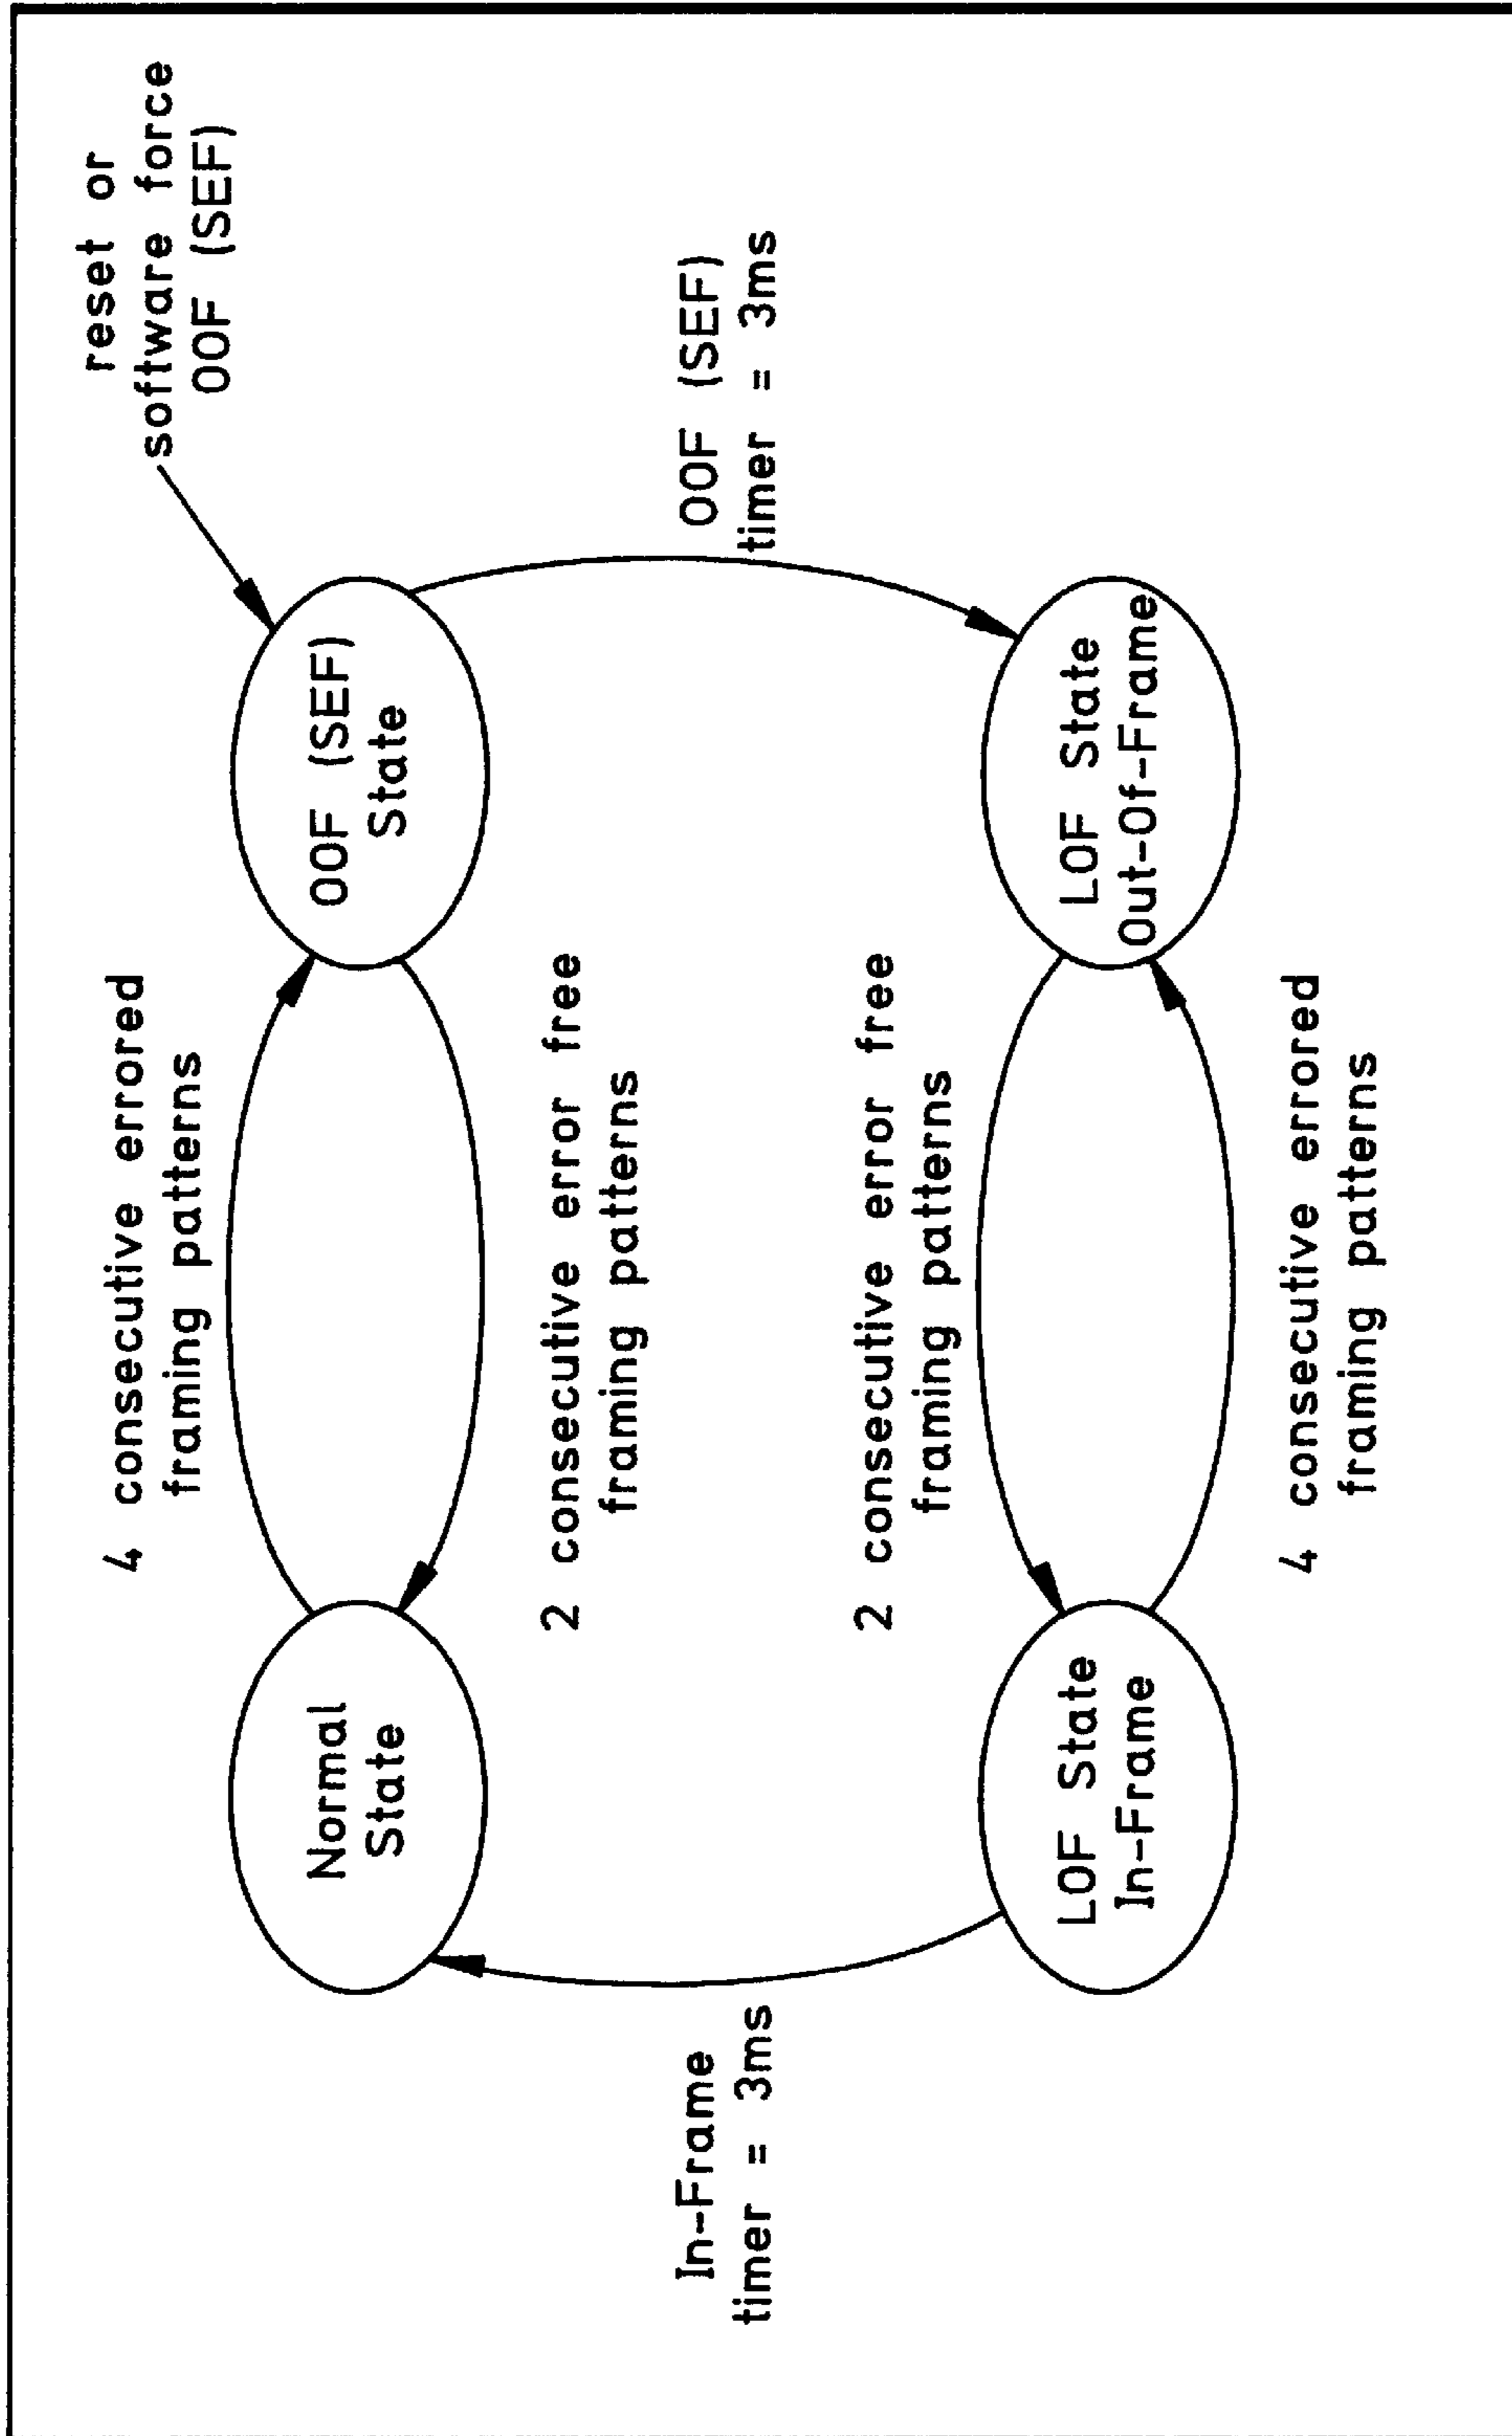 reset or
software force
OOF (SEF)
4 consecutive errored
framing patterns
Normal
State
OOF (SEF)
State
2 consecutive error free
framing patterns
In-Frame
timer = 3ms
OOF (SEF)
timer = 3ms
2 consecutive error free
framing patterns
LOF State
In-Frame
LOF State
Out-Of-Frame
4 consecutive errored
framing patterns